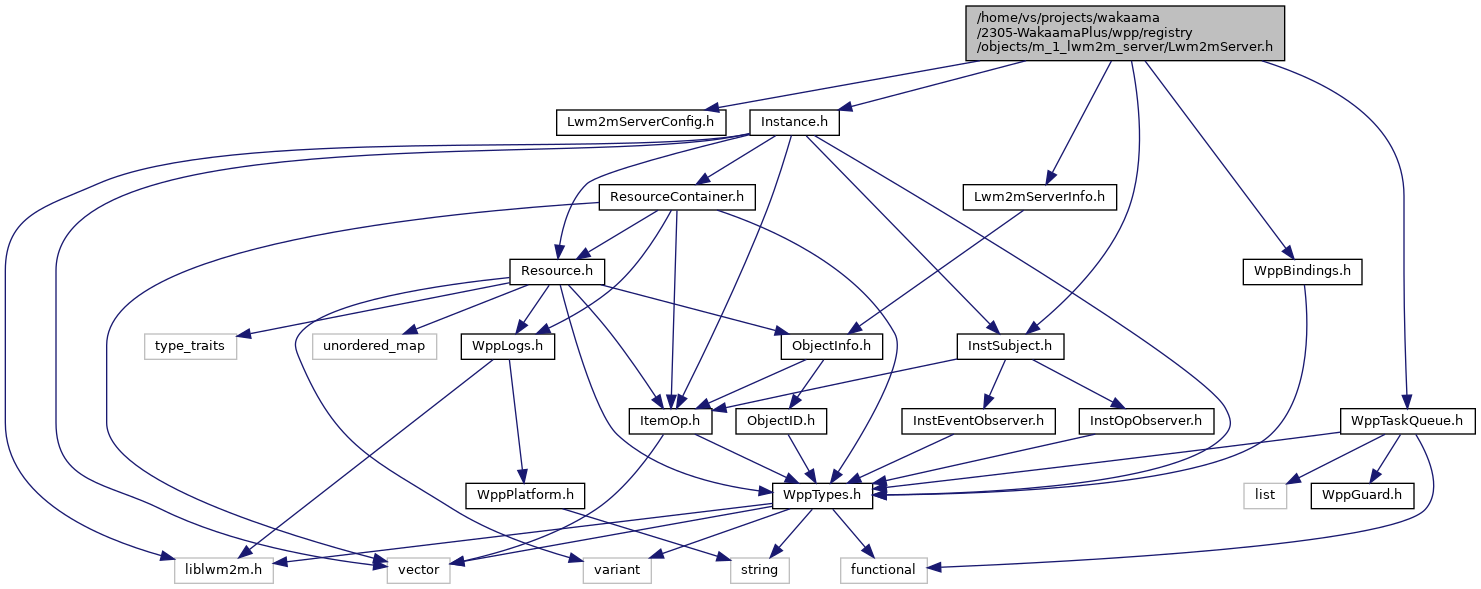 /home/vs/projects/wakaama
/2305-WakaamaPlus/wpp/registry
/objects/m_1_lwm2m_server/Lwm2mServer.h
Lwm2mServerConfig.h
Instance.h
ResourceContainer.h
Lwm2mServerInfo.h
Resource.h
WppBindings.h
type_traits
unordered_map
WppLogs.h
ObjectInfo.h
InstSubject.h
ItemOp.h
ObjectID.h
InstEventObserver.h
InstOpObserver.h
WppTaskQueue.h
WppPlatform.h
WppTypes.h
list
WppGuard.h
liblwm2m.h
vector
variant
string
functional